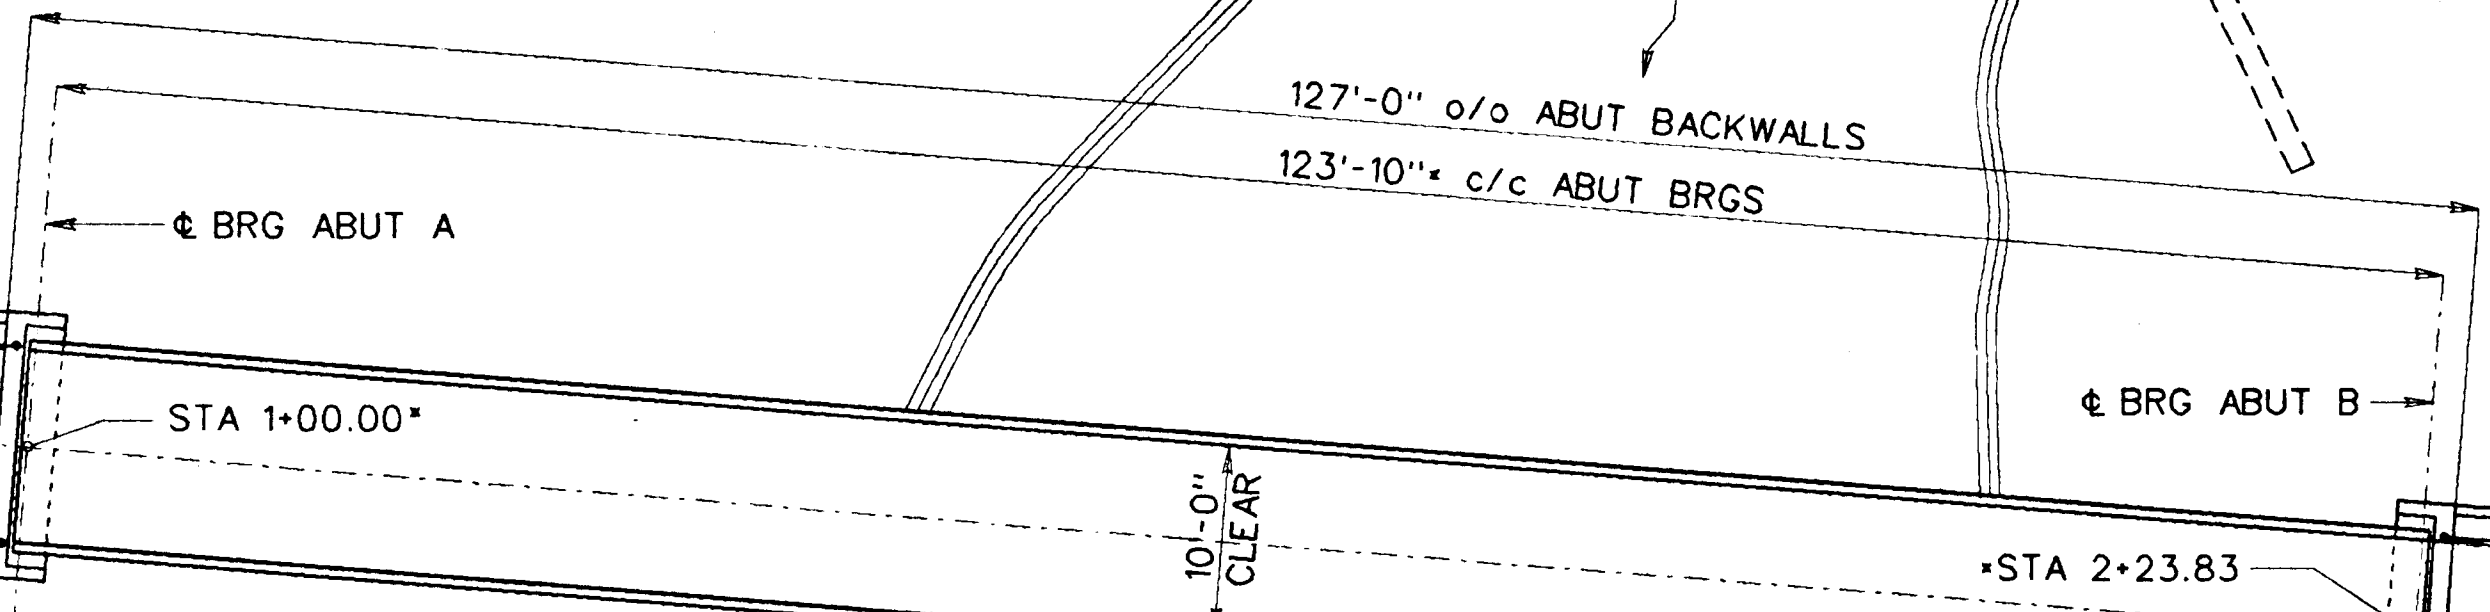 127'-0" o/o ABUT BACKWALLS
123'-10"* c/c ABUT BRGS
℄ BRG ABUT A
℄ BRG ABUT B
STA 1+00.00*
10'-0"
CLEAR
*STA 2+23.83